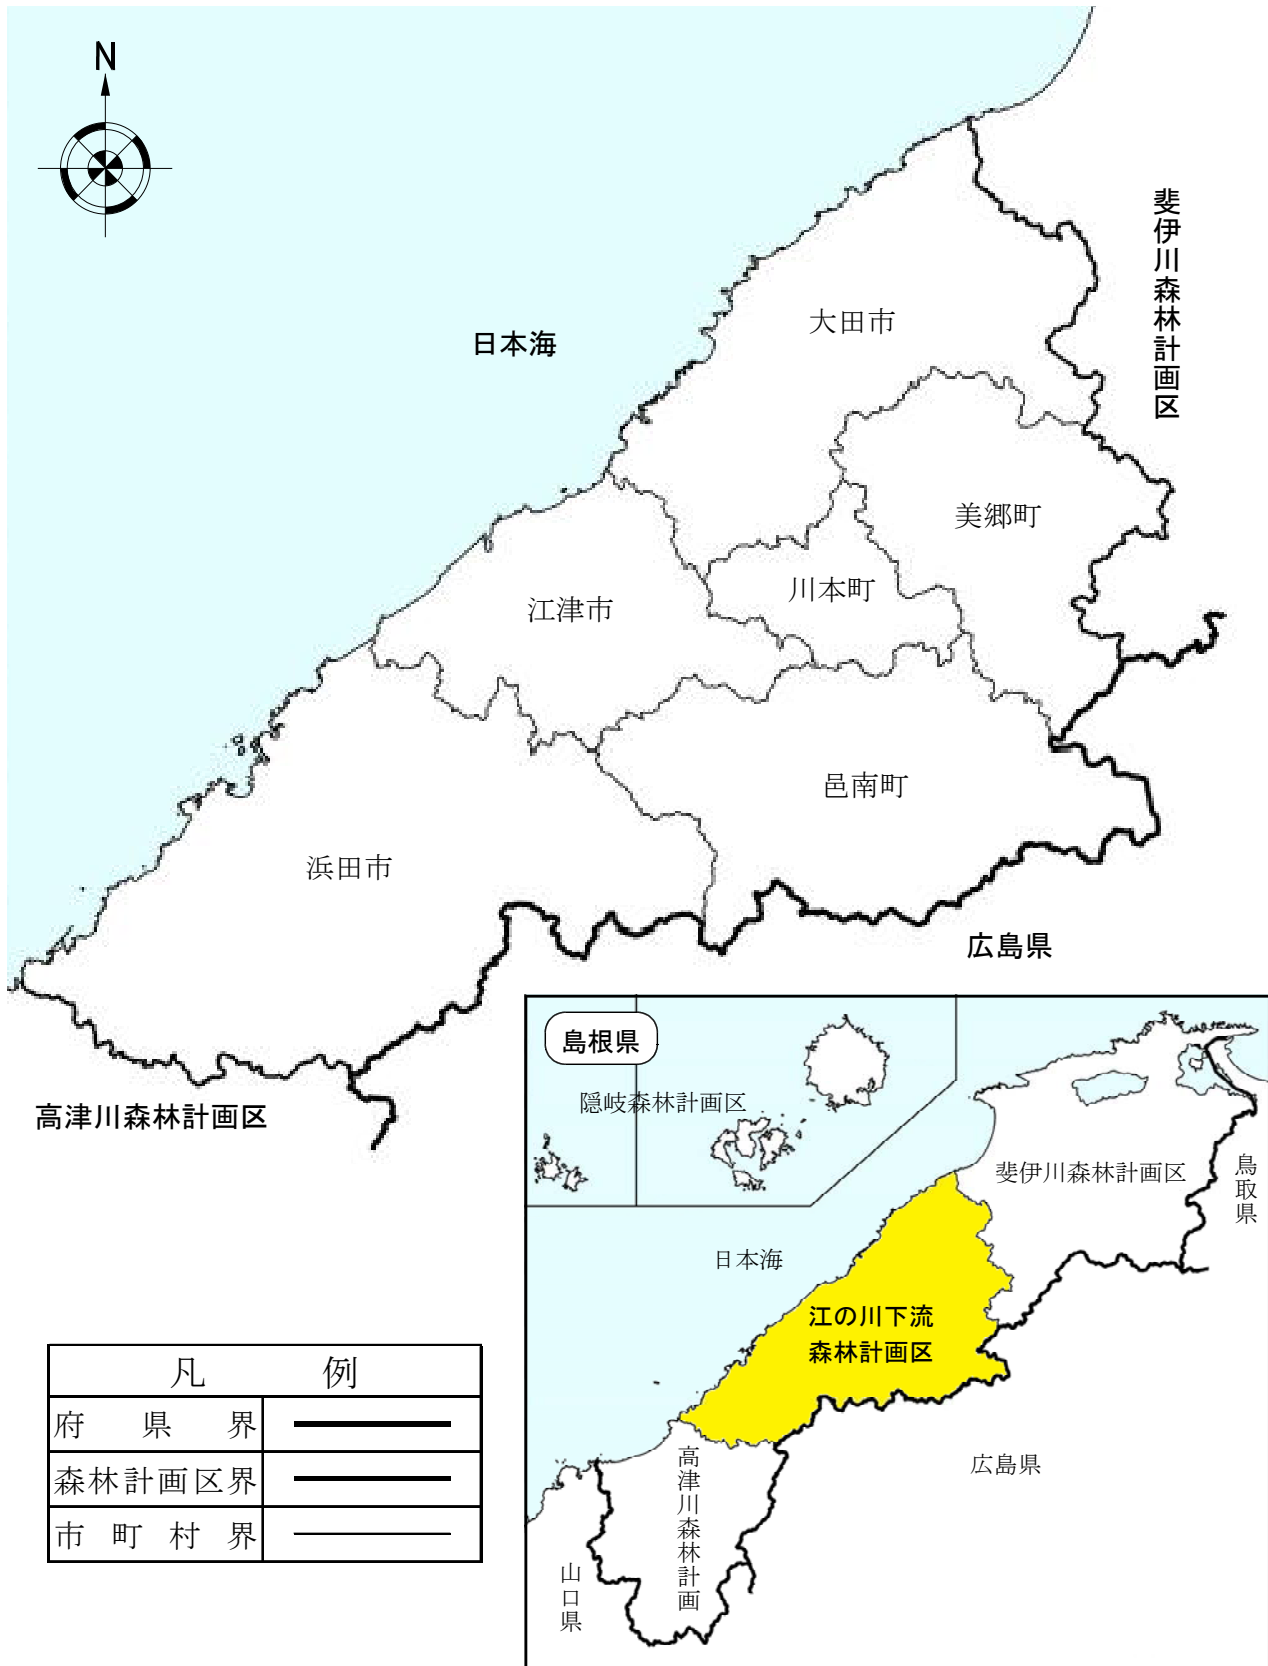 N
斐伊川森林計画区
大田市
日本海
美郷町
川本町
江津市
邑南町
浜田市
広島県
高津川森林計画区
島根県
隠岐森林計画区
斐伊川森林計画区
鳥取県
日本海
江の川下流
森林計画区
高津川森林計画
広島県
山口県
凡 例
府県界
森林計画区界
市町村界